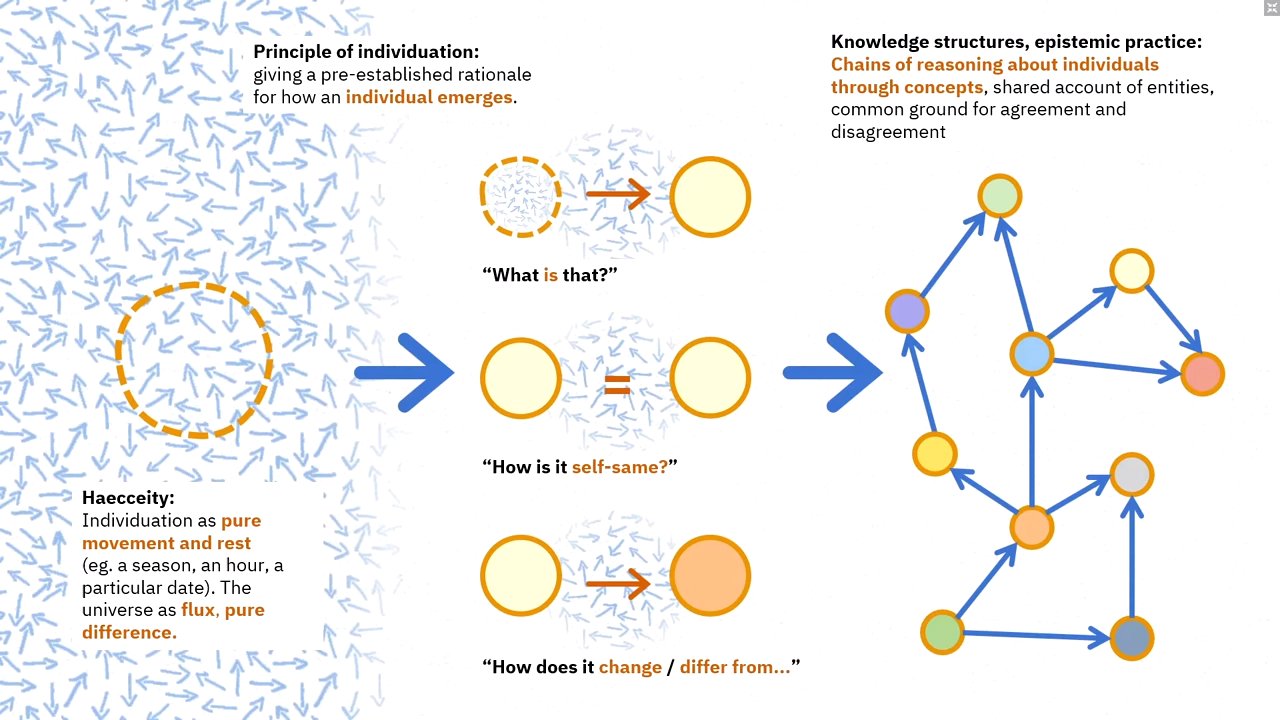 Principle of individuation:
giving a pre-established rationale
for how an individual emerges.
Haecceity:
Individuation as pure
movement and rest
(eg. a season, an hour, a
particular date). The
universe as flux, pure
difference.
“What is that?”
=
“How is it self-same?”
“How does it change / differ from...”
Knowledge structures, epistemic practice:
Chains of reasoning about individuals
through concepts, shared account of entities,
common ground for agreement and
disagreement